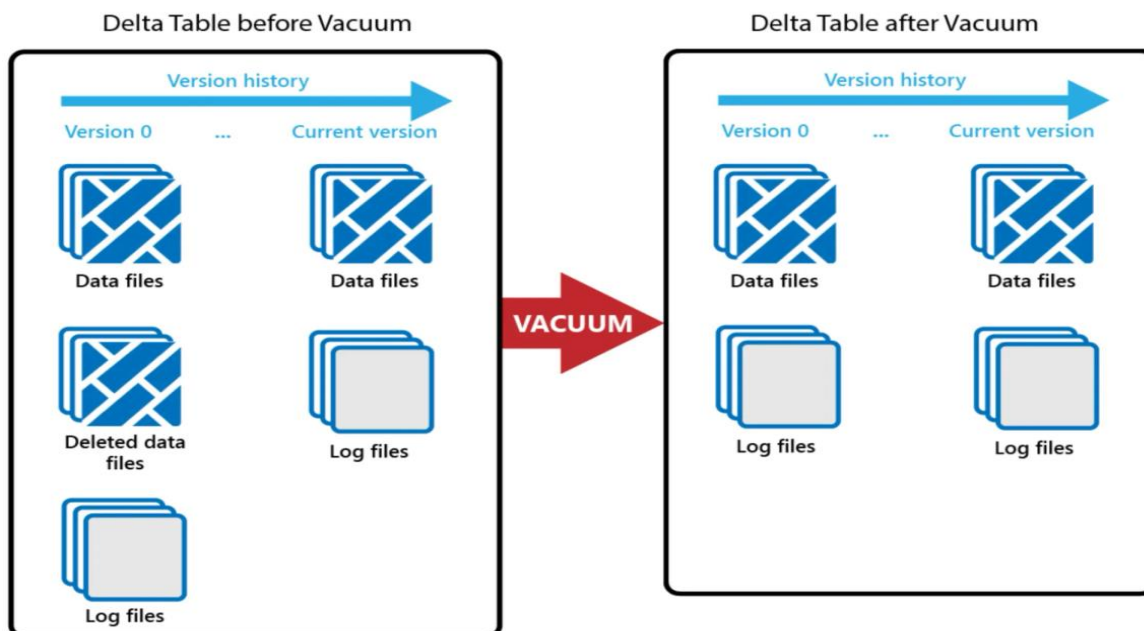 Delta Table before Vacuum
Version history
Version 0 ... Current version
Data files Data files
Deleted data
files
Log files
Log files
VACUUM
Delta Table after Vacuum
Version history
Version 0 ... Current version
Data files Data files
Log files Log files